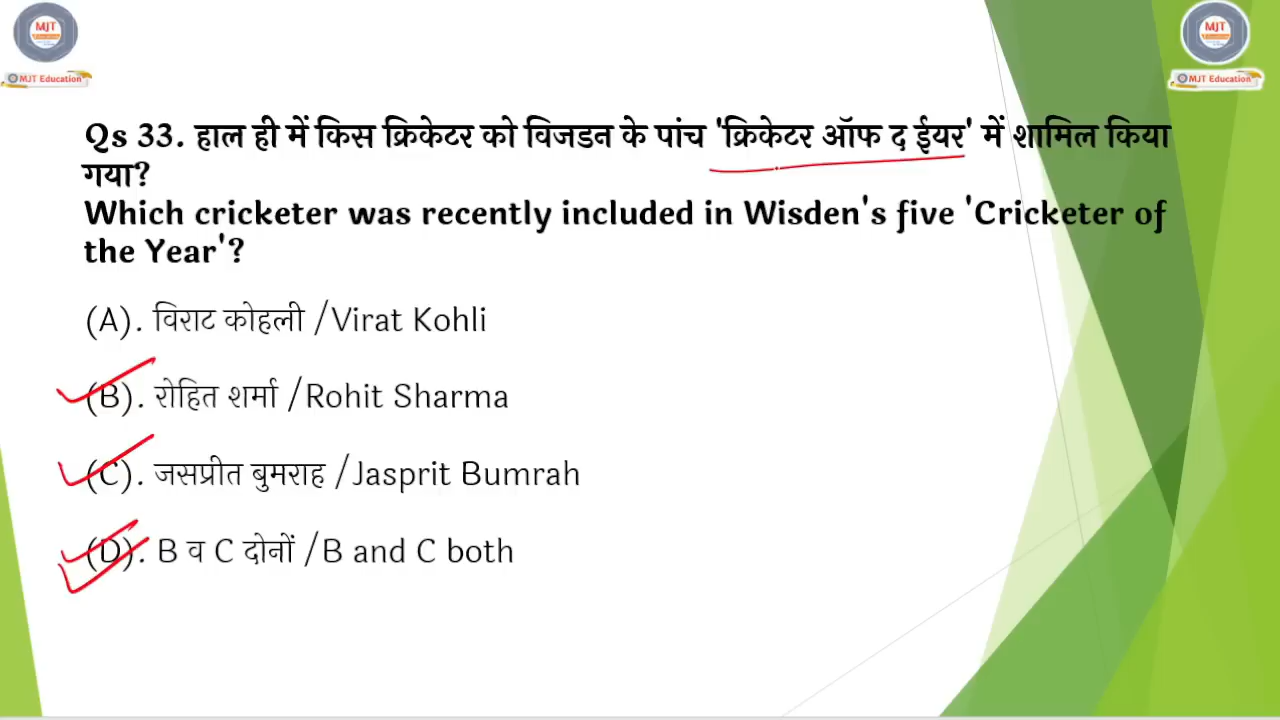 MJT
MJT Education
MJT
MJT Education
Qs 33. हाल ही में किस क्रिकेटर को विजडन के पांच 'क्रिकेटर ऑफ द ईयर' में शामिल किया
गया?
Which cricketer was recently included in Wisden's five 'Cricketer of
the Year'?
(A). विराट कोहली /Virat Kohli
(B). रोहित शर्मा /Rohit Sharma
(C). जसप्रीत बुमराह /Jasprit Bumrah
(D). B व C दोनों /B and C both